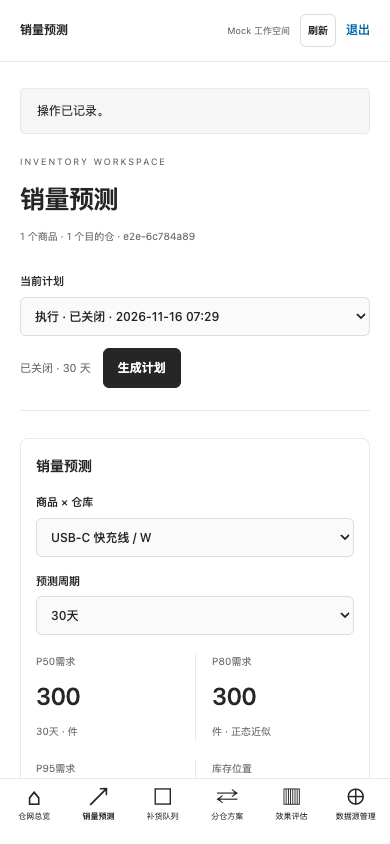 销量预测
Mock 工作空间
刷新
退出
操作已记录。
INVENTORY WORKSPACE
销量预测
1 个商品 · 1 个目的仓 · e2e-6c784a89
当前计划
执行 · 已关闭 · 2026-11-16 07:29
已关闭 · 30 天
生成计划
销量预测
商品 × 仓库
USB-C 快充线 / W
预测周期
30天
P50需求
P80需求
300
300
30天 · 件
件 · 正态近似
P95需求
库存位置
仓网总览
销量预测
补货队列
分仓方案
效果评估
数据源管理